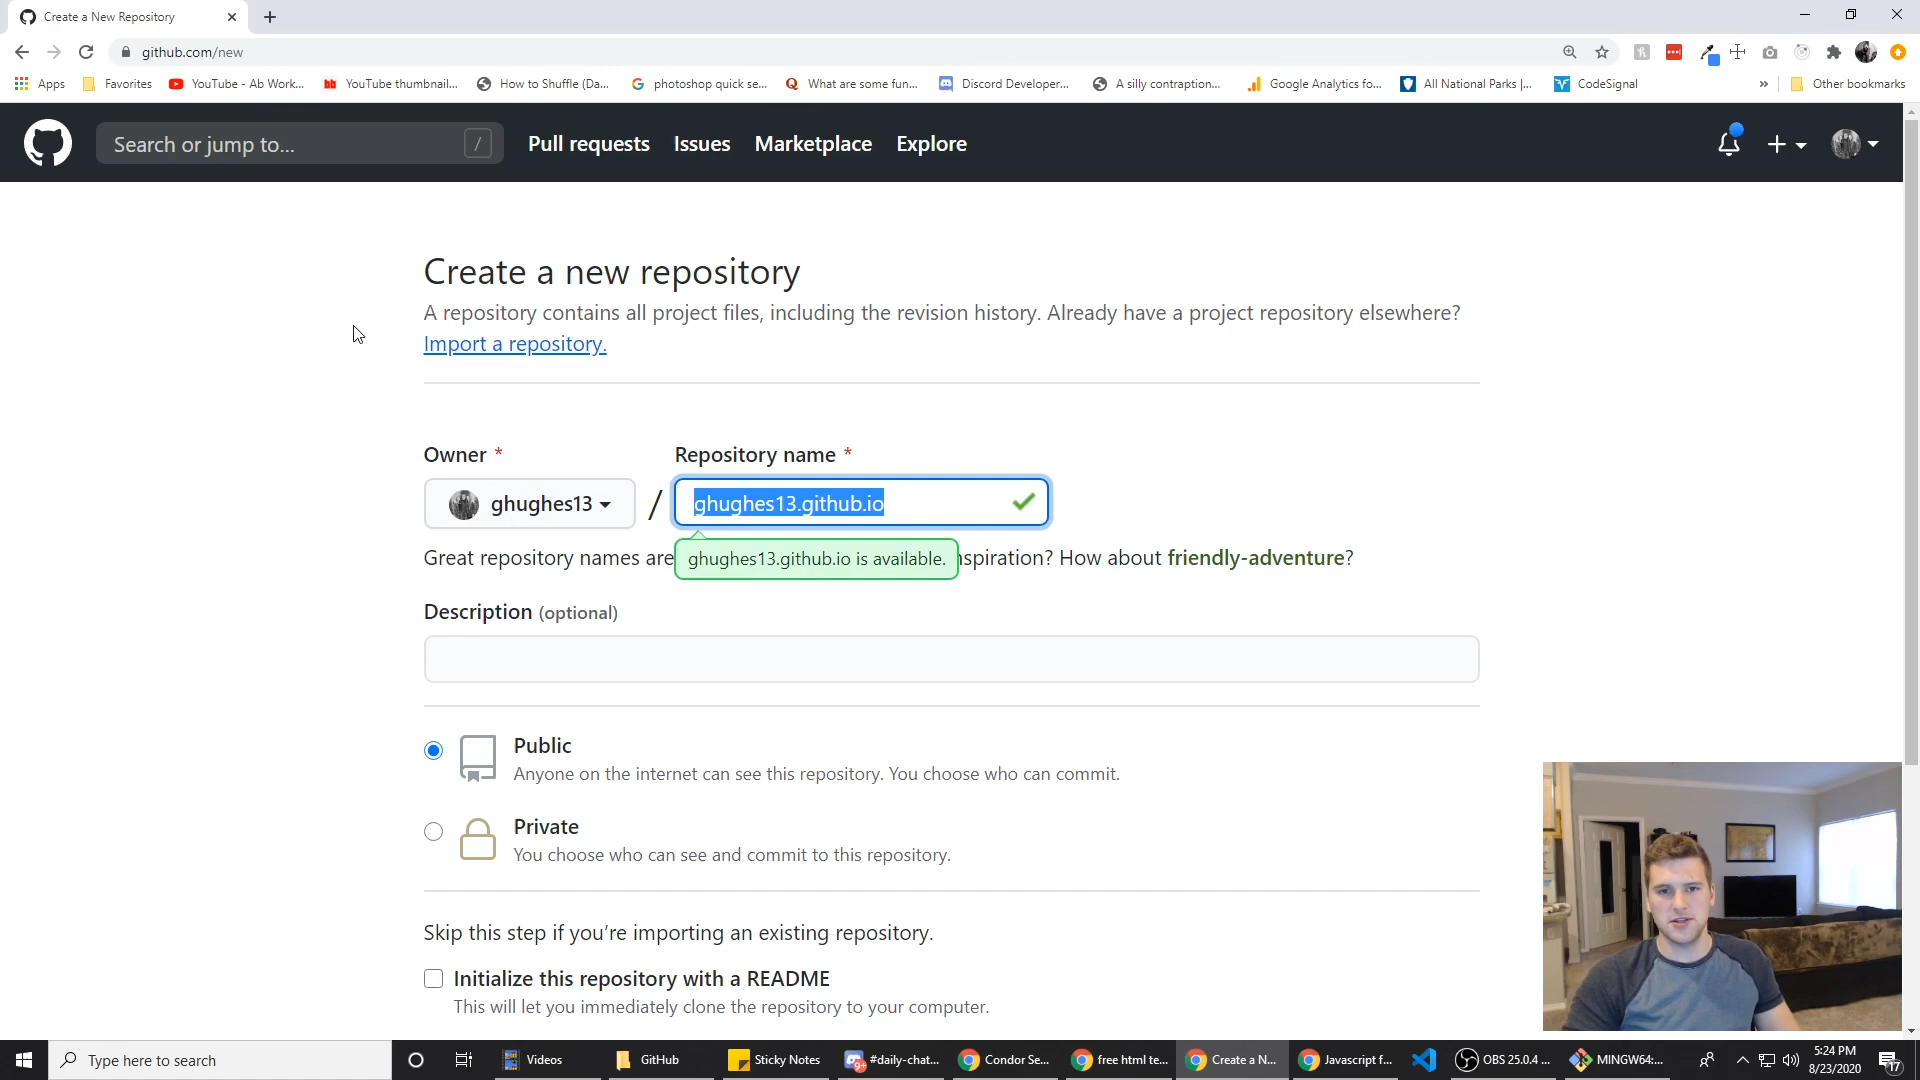 Create a New Repository
github.com/new
Apps
Favorites
YouTube - Ab Work...
YouTube thumbnail...
How to Shuffle (Da...
photoshop quick se...
What are some fun...
Discord Developer...
A silly contraption...
Google Analytics fo...
All National Parks |...
CodeSignal
»
Other bookmarks
Search or jump to...
/
Pull requests
Issues
Marketplace
Explore
Create a new repository
A repository contains all project files, including the revision history. Already have a project repository elsewhere?
Import a repository.
Owner *
Repository name *
ghughes13
/
ghughes13.github.io
Great repository names are
ghughes13.github.io is available.
nspiration? How about friendly-adventure?
Description (optional)
Public
Anyone on the internet can see this repository. You choose who can commit.
Private
You choose who can see and commit to this repository.
Skip this step if you’re importing an existing repository.
Initialize this repository with a README
This will let you immediately clone the repository to your computer.
Type here to search
Videos
GitHub
Sticky Notes
9+
#daily-chat...
Condor Se...
free html te...
Create a N...
Javascript f...
OBS 25.0.4 ...
MINGW64:...
5:24 PM
8/23/2020
17